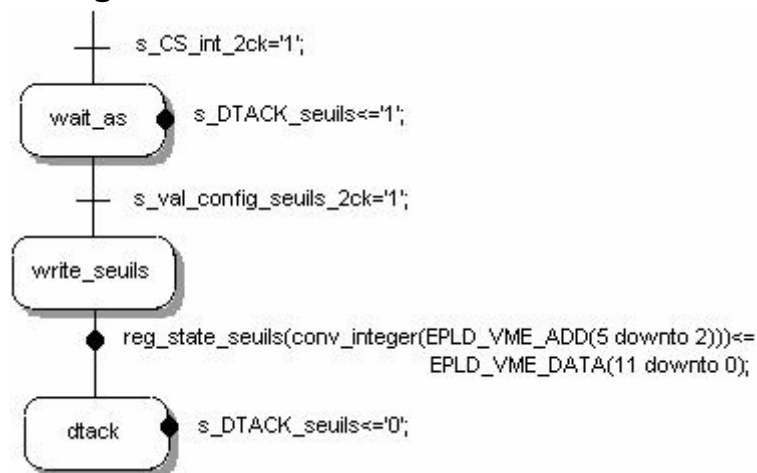 s_CS_int_2ck='1';
wait_as
s_DTACK_seuils<='1';
s_val_config_seuils_2ck='1';
write_seuils
reg_state_seuils(conv_integer(EPLD_VME_ADD(5 downto 2)))<=
EPLD_VME_DATA(11 downto 0);
dtack
s_DTACK_seuils<='0';